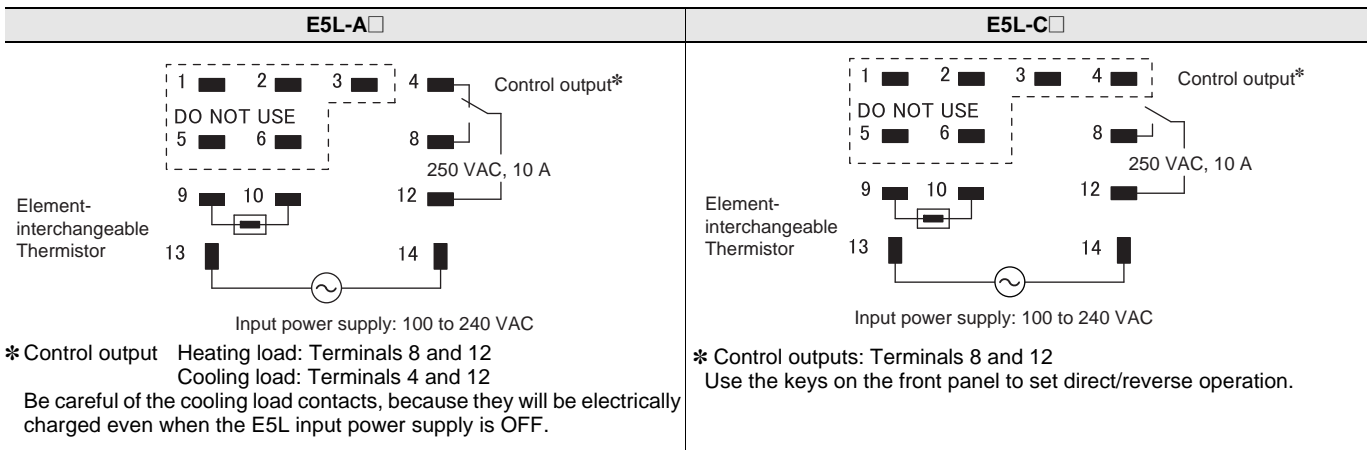 E5L-A□
1 2 3 4 Control output*
DO NOT USE
5 6 8
250 VAC, 10 A
9 10 12
Element-
interchangeable
Thermistor
13 14
Input power supply: 100 to 240 VAC
* Control output Heating load: Terminals 8 and 12
Cooling load: Terminals 4 and 12
Be careful of the cooling load contacts, because they will be electrically
charged even when the E5L input power supply is OFF.
E5L-C□
1 2 3 4 Control output*
DO NOT USE
5 6 8
250 VAC, 10 A
9 10 12
Element-
interchangeable
Thermistor
13 14
Input power supply: 100 to 240 VAC
* Control outputs: Terminals 8 and 12
Use the keys on the front panel to set direct/reverse operation.